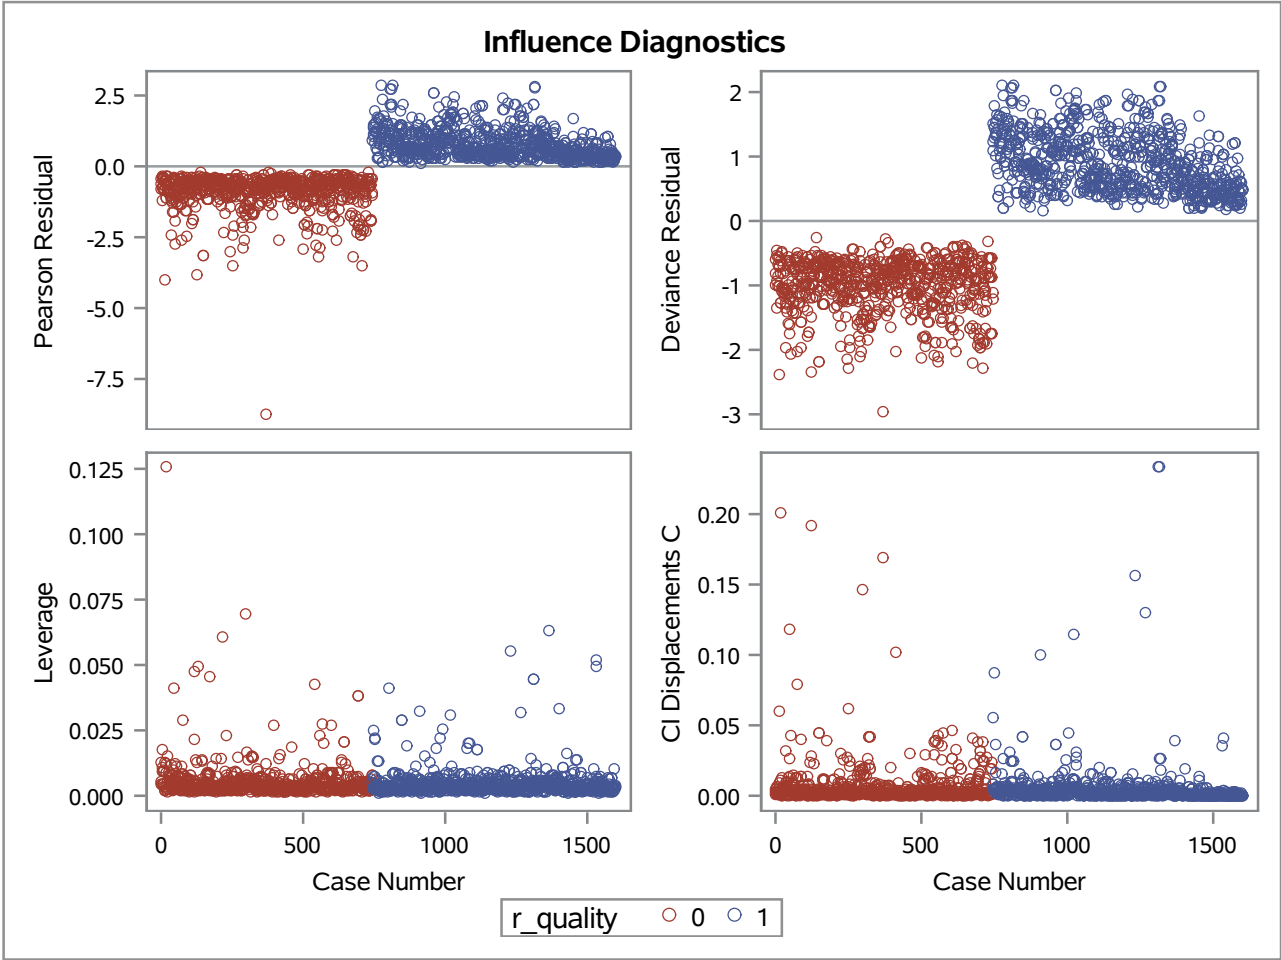 Influence Diagnostics
Pearson Residual
2.5
0.0
-2.5
-5.0
-7.5
Deviance Residual
2
1
0
-1
-2
-3
Leverage
0.125
0.100
0.075
0.050
0.025
0.000
0 500 1000 1500
Case Number
CI Displacements C
0.20
0.15
0.10
0.05
0.00
0 500 1000 1500
Case Number
r_quality 0 1